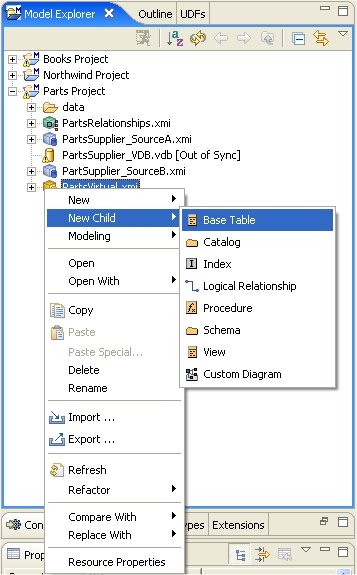 Model Explorer
Outline
UDFs
Books Project
Northwind Project
Parts Project
data
PartsRelationships.xmi
PartsSupplier_SourceA.xmi
PartsSupplier_VDB.vdb [Out of Sync]
PartSupplier_SourceB.xmi
PartsVirtual.xmi
New
New Child
Modeling
Open
Open With
Copy
Paste
Paste Special...
Delete
Rename
Import ...
Export ...
Refresh
Refactor
Compare With
Replace With
Resource Properties
Base Table
Catalog
Index
Logical Relationship
Procedure
Schema
View
Custom Diagram
Con
ypes
Extensions
Prop